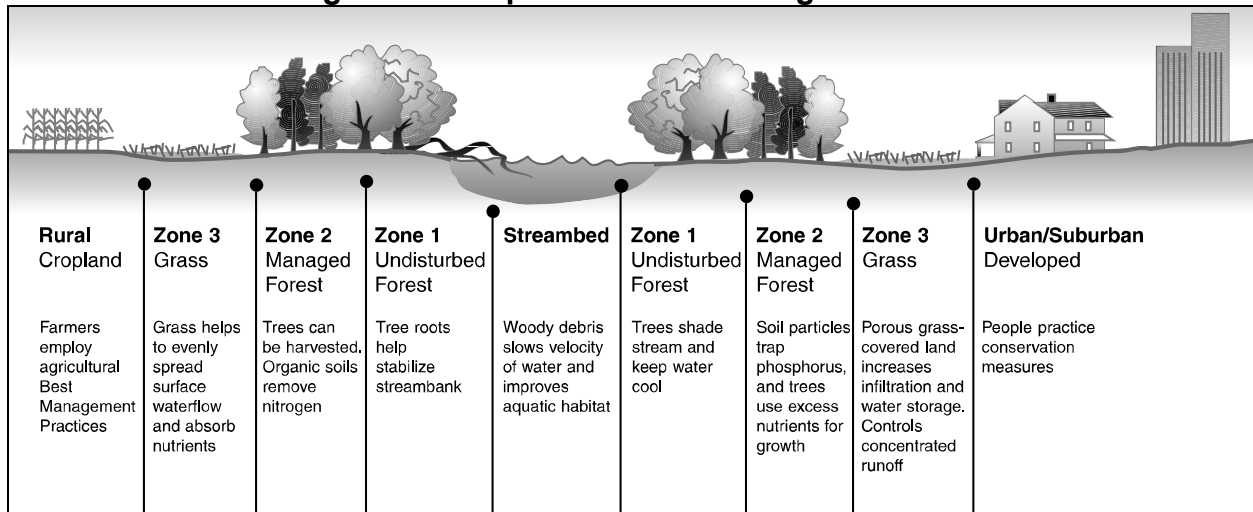 Rural
Cropland
Farmers
employ
agricultural
Best
Management
Practices
Zone 3
Grass
Grass helps
to evenly
spread
surface
waterflow
and absorb
nutrients
Zone 2
Managed
Forest
Trees can
be harvested.
Organic soils
remove
nitrogen
Zone 1
Undisturbed
Forest
Tree roots
help
stabilize
streambank
Streambed
Woody debris
slows velocity
of water and
improves
aquatic habitat
Zone 1
Undisturbed
Forest
Trees shade
stream and
keep water
cool
Zone 2
Managed
Forest
Soil particles
trap
phosphorus,
and trees
use excess
nutrients for
growth
Zone 3
Grass
Porous grass-
covered land
increases
infiltration and
water storage.
Controls
concentrated
runoff
Urban/Suburban
Developed
People practice
conservation
measures